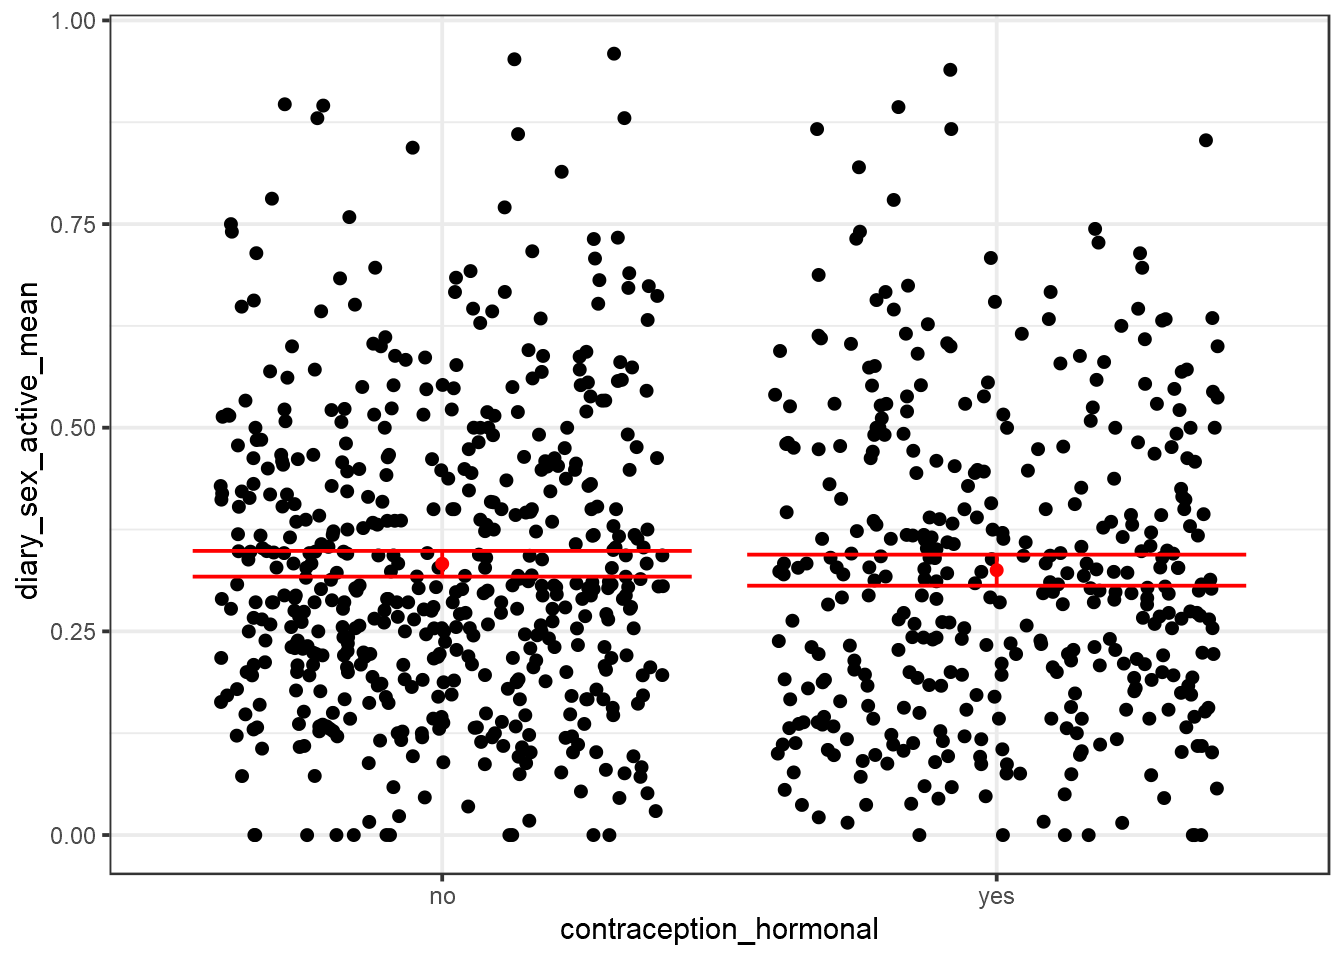 1.00
0.75
0.50
0.25
0.00
diary_sex_active_mean
no
yes
contraception_hormonal